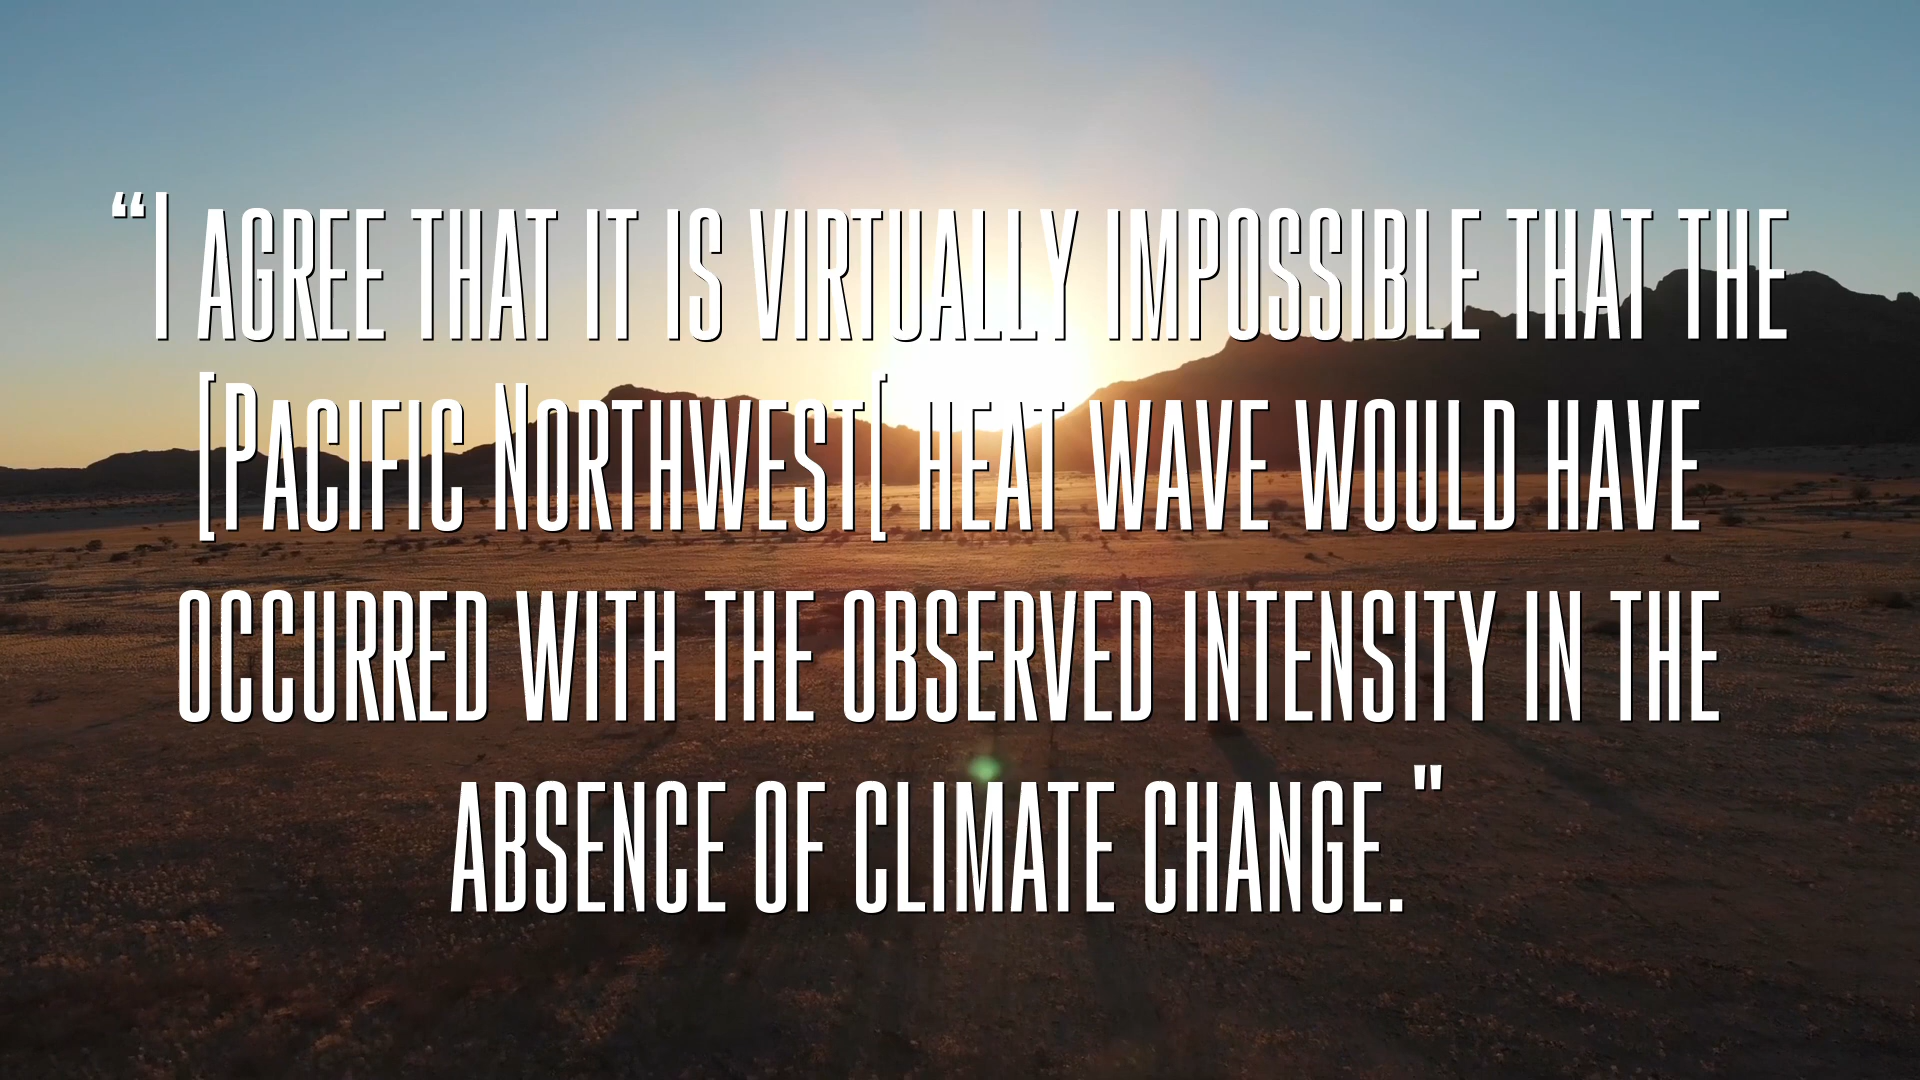 “I agree that it is virtually impossible that the
[Pacific Northwest[ heat wave would have
occurred with the observed intensity in the
absence of climate change."